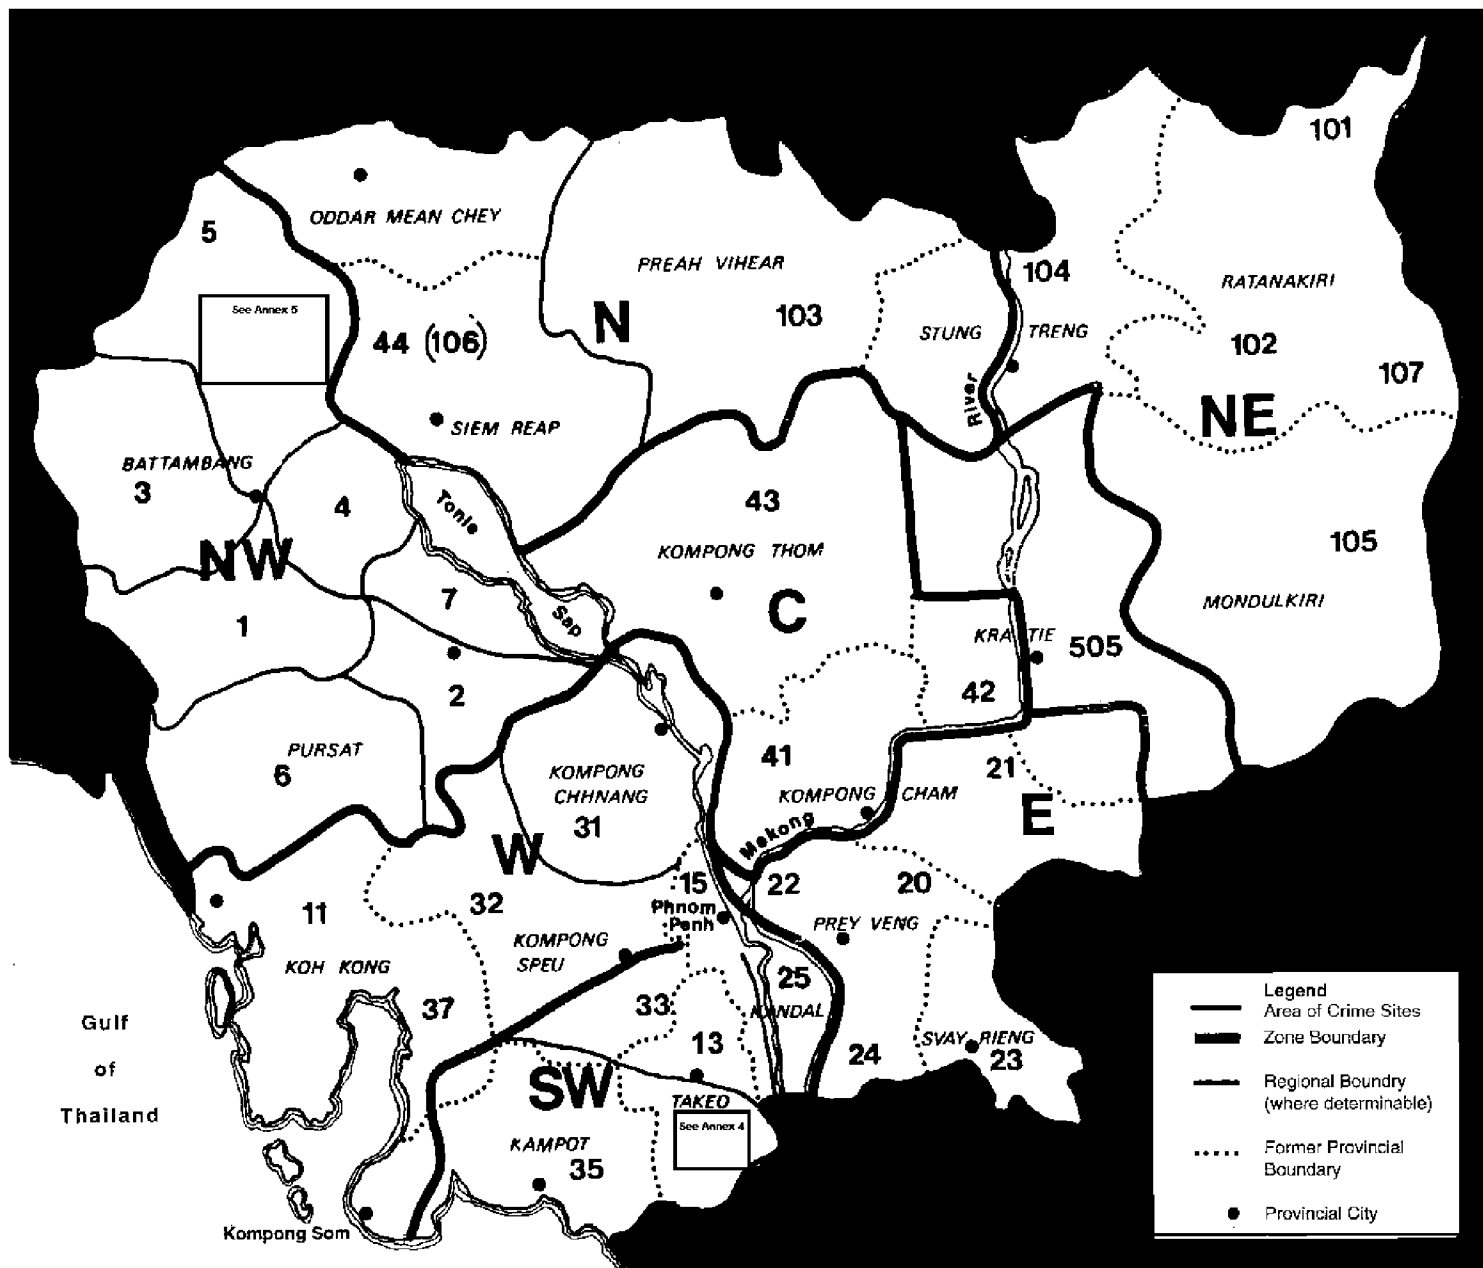 101
5
ODDAR MEAN CHEY
PREAH VIHEAR
104
RATANAKIRI
See Annex 5
N
103
STUNG TRENG
44 (106)
102
107
River
NE
SIEM REAP
BATTAMBANG
3
4
Tonle
43
105
NW
KOMPONG THOM
7
Sap
C
MONDULKIRI
1
KRATIE
505
2
42
PURSAT
6
41
21
KOMPONG
CHHNANG
31
KOMPONG CHAM
E
Mekong
W
15
22
20
11
32
Phnom
Penh
PREY VENG
KOMPONG
SPEU
KOH KONG
25
37
33
KANDAL
Gulf
of
Thailand
13
24
SVAY RIENG
23
SW
TAKEO
See Annex 4
KAMPOT
35
Kompong Som
Legend
Area of Crime Sites
Zone Boundary
Regional Boundry
(where determinable)
Former Provincial
Boundary
Provincial City